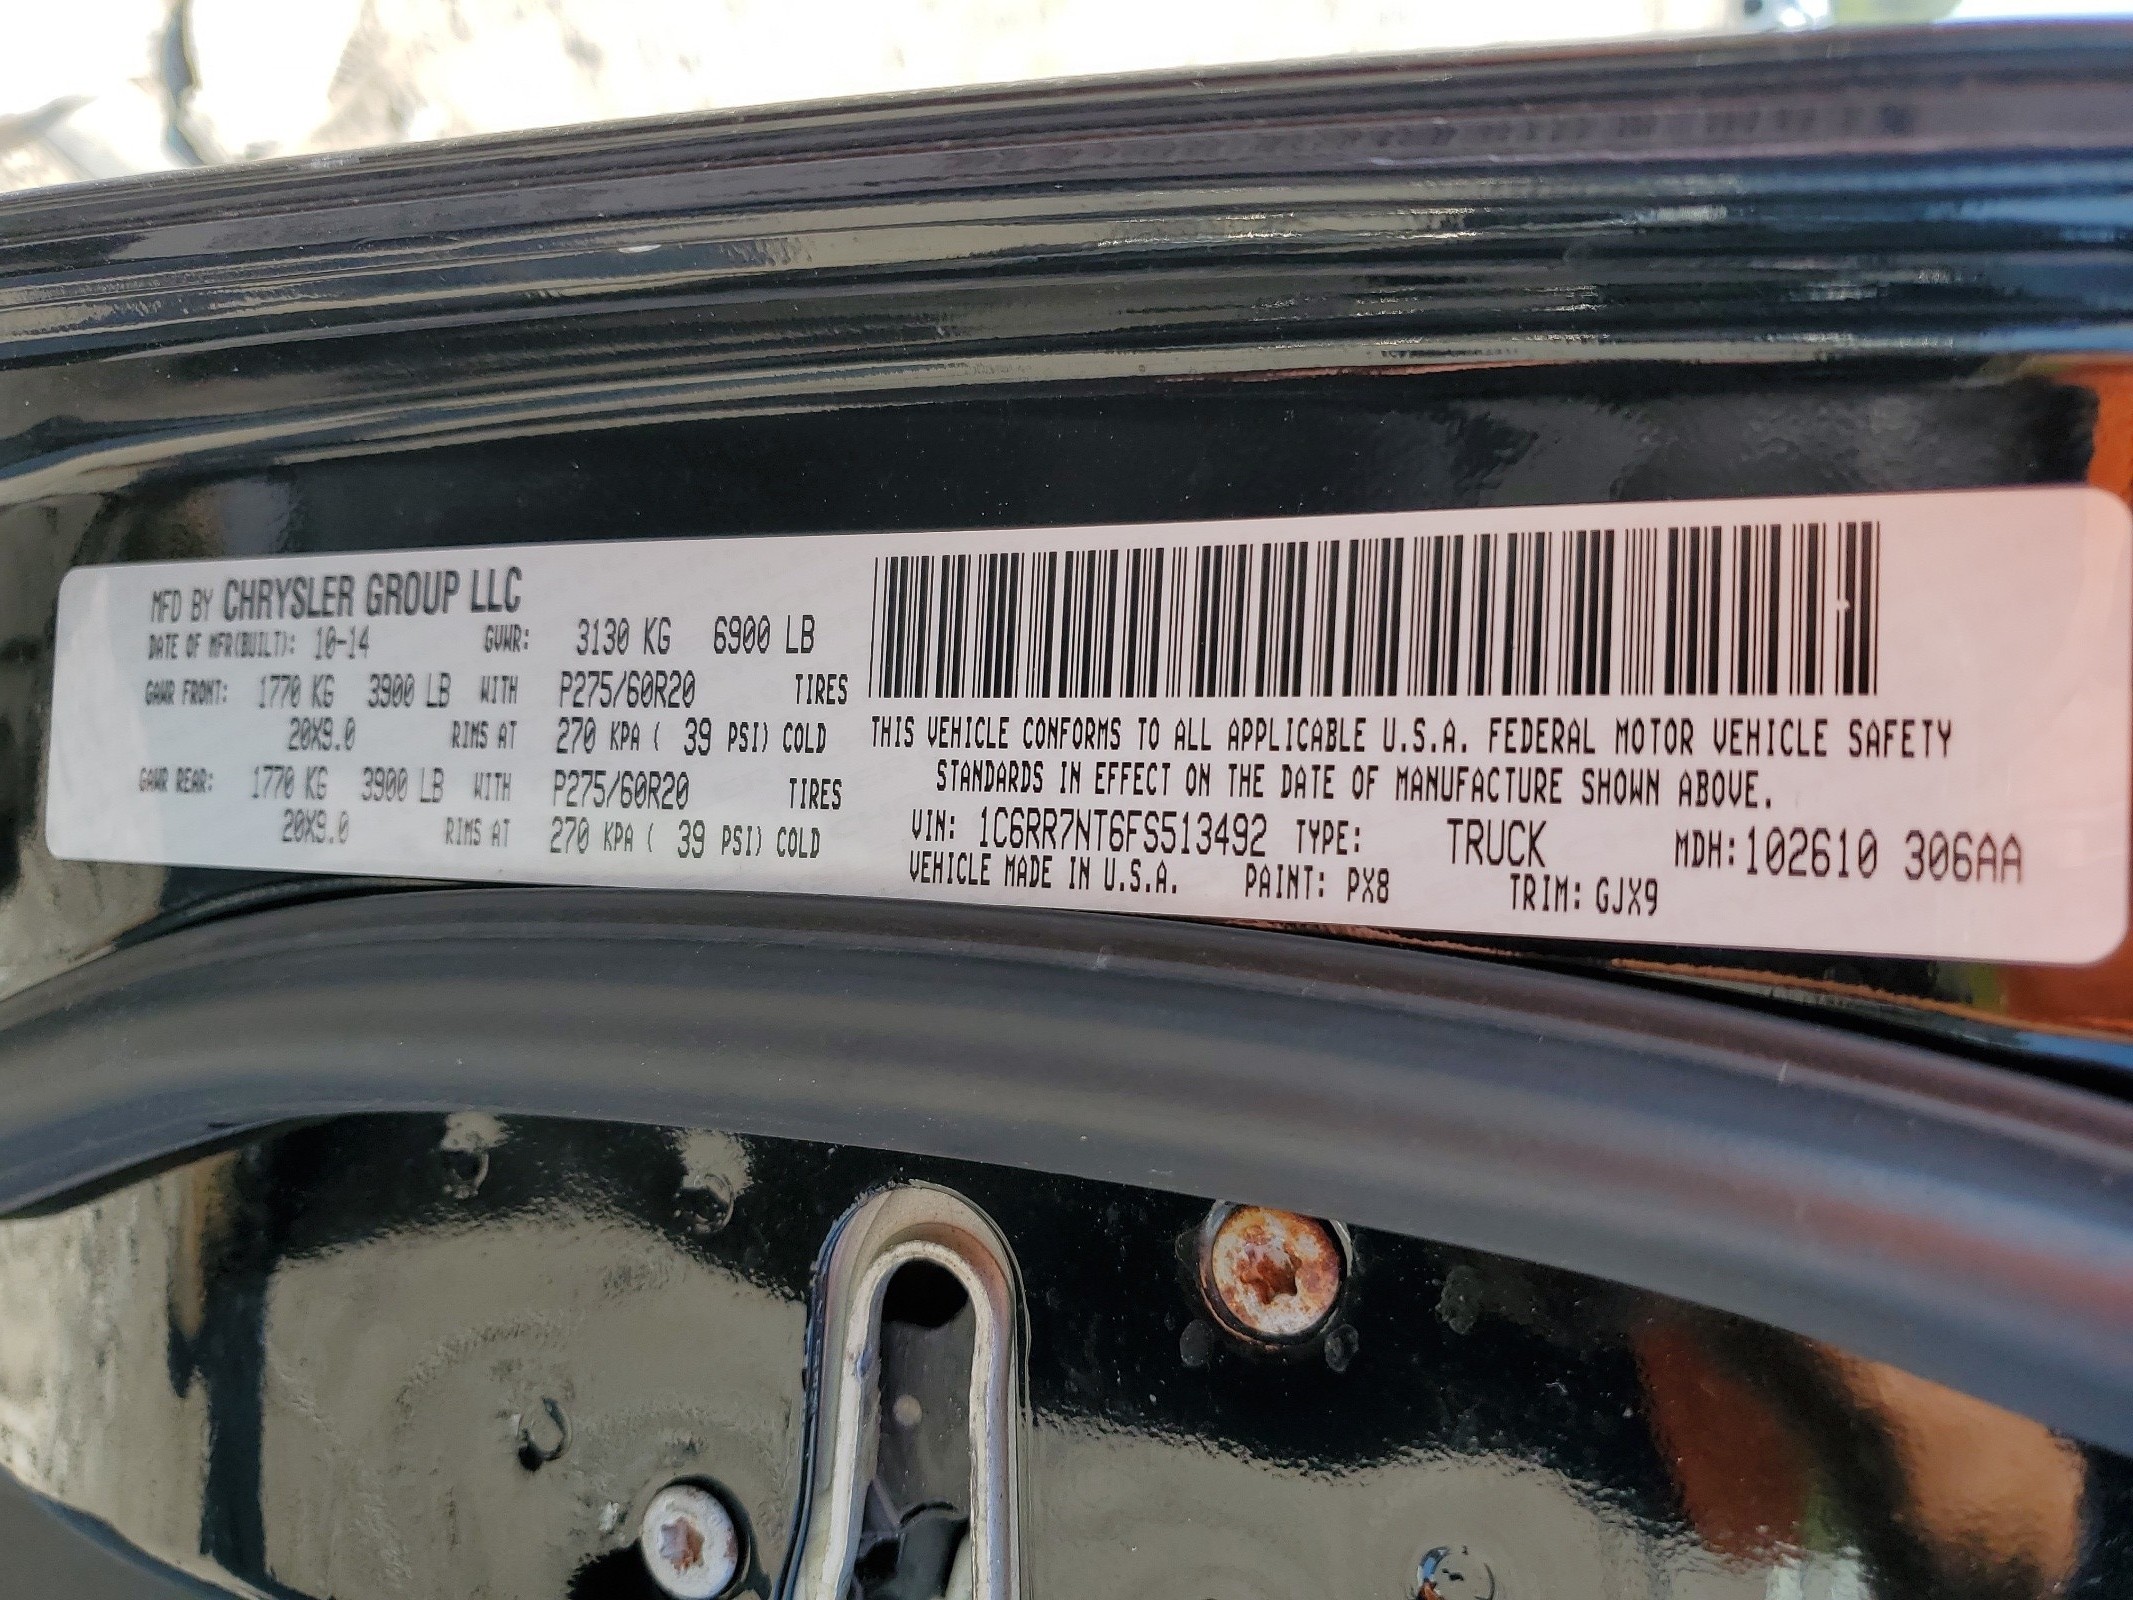 MFD BY CHRYSLER GROUP LLC
DATE OF MFR(BUILT): 10-14 GVWR: 3130 KG 6900 LB
GAWR FRONT: 1770 KG 3900 LB WITH P275/60R20 TIRES
20X9.0 RIMS AT 270 KPA ( 39 PSI) COLD
GAWR REAR: 1770 KG 3900 LB WITH P275/60R20 TIRES
20X9.0 RIMS AT 270 KPA ( 39 PSI) COLD
THIS VEHICLE CONFORMS TO ALL APPLICABLE U.S.A. FEDERAL MOTOR VEHICLE SAFETY
STANDARDS IN EFFECT ON THE DATE OF MANUFACTURE SHOWN ABOVE.
VIN: 1C6RR7NT6FS513492 TYPE: TRUCK MDH:102610 306AA
VEHICLE MADE IN U.S.A. PAINT: PX8 TRIM: GJX9